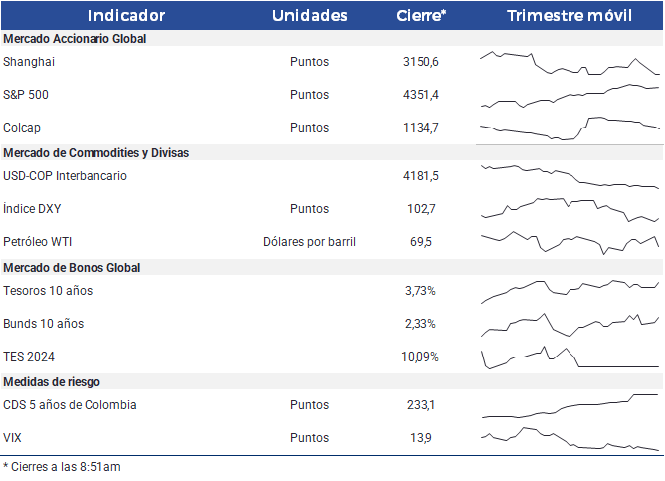 Indicador Unidades Cierre* Trimestre móvil
Mercado Accionario Global
Shanghai Puntos 3150,6
S&P 500 Puntos 4351,4
Colcap Puntos 1134,7
Mercado de Commodities y Divisas
USD-COP Interbancario 4181,5
Índice DXY Puntos 102,7
Petróleo WTI Dólares por barril 69,5
Mercado de Bonos Global
Tesoros 10 años 3,73%
Bunds 10 años 2,33%
TES 2024 10,09%
Medidas de riesgo
CDS 5 años de Colombia Puntos 233,1
VIX Puntos 13,9
* Cierres a las 8:51am